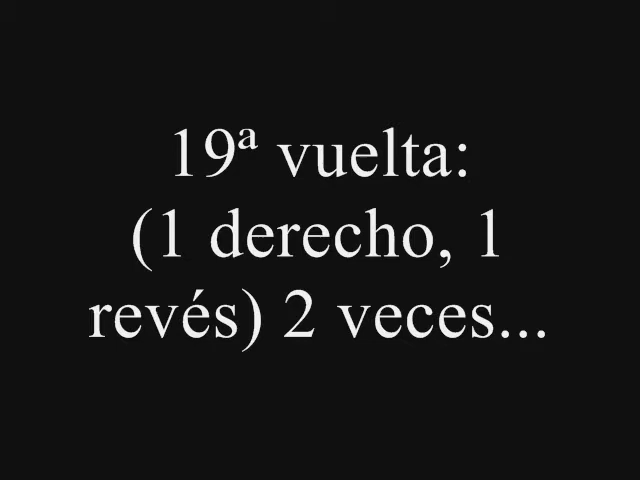 19ª vuelta:
(1 derecho, 1
revés) 2 veces...